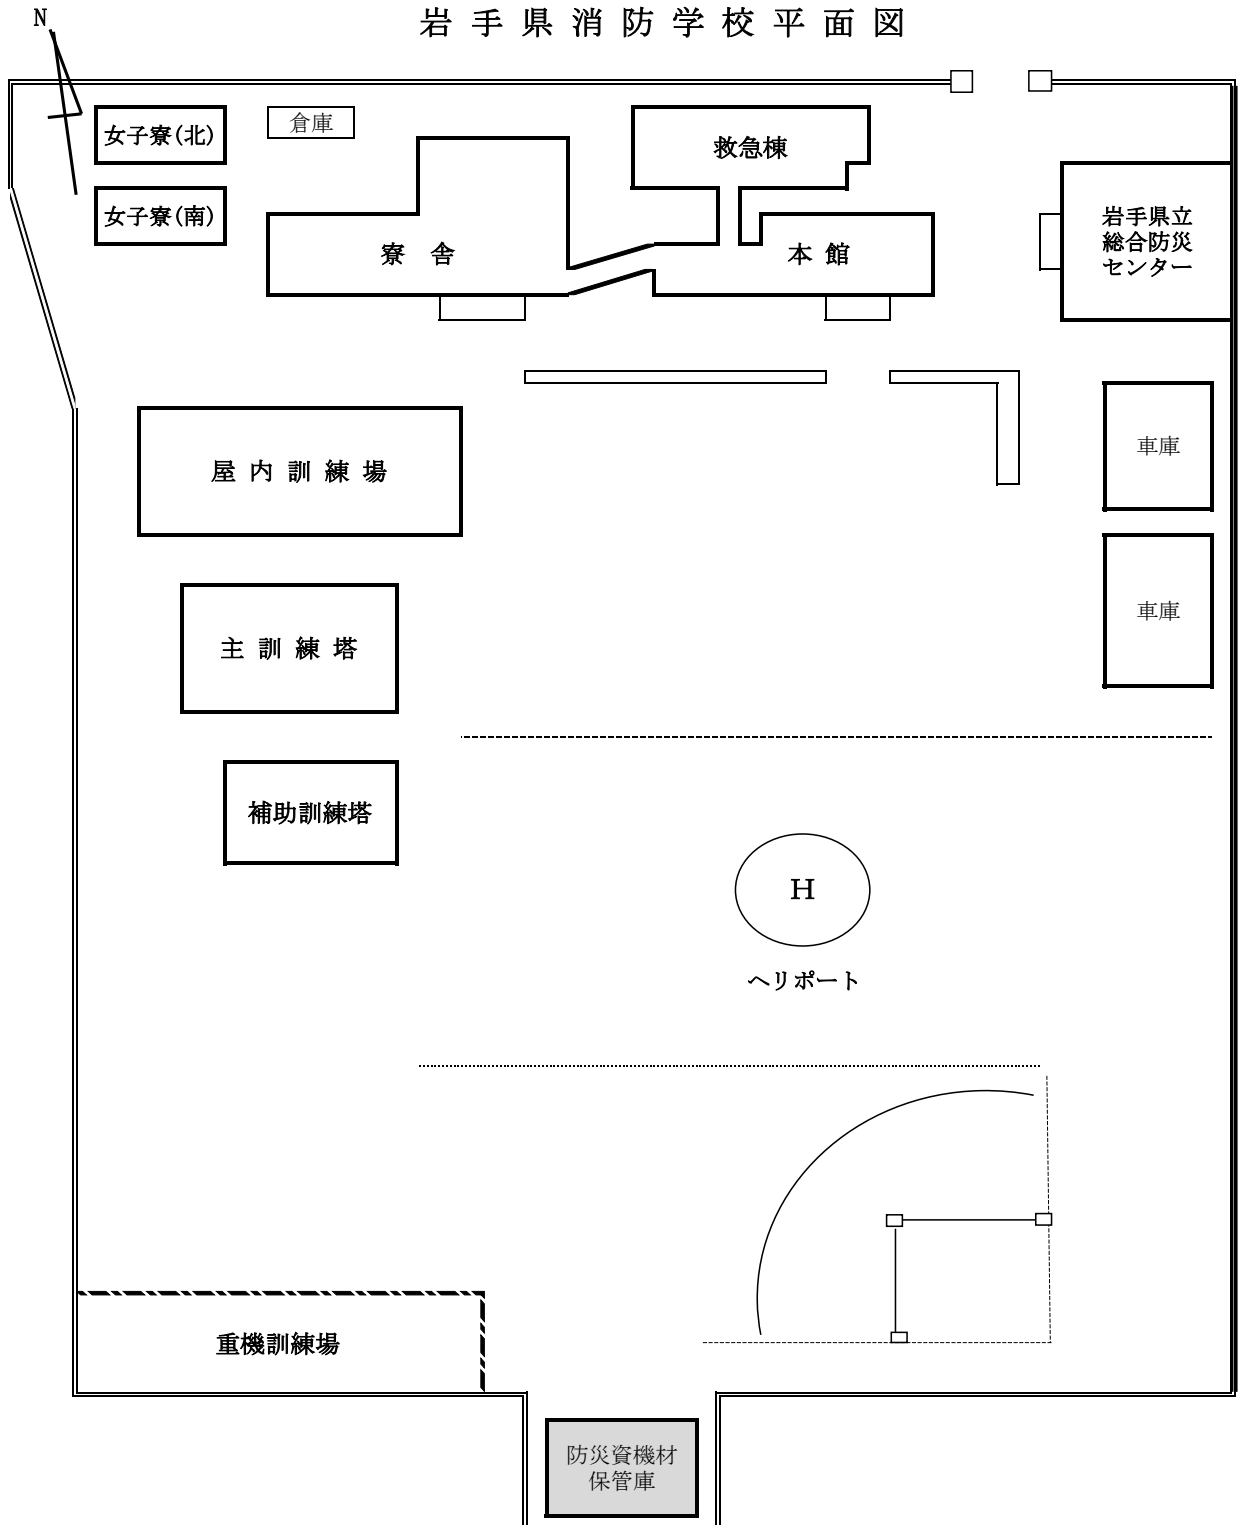 岩手県消防学校平面図
N
女子寮(北)
倉庫
救急棟
女子寮(南)
寮 舎
本 館
岩手県立
総合防災
センター
屋内訓練場
車庫
車庫
主訓練塔
補助訓練塔
H
ヘリポート
重機訓練場
防災資機材
保管庫